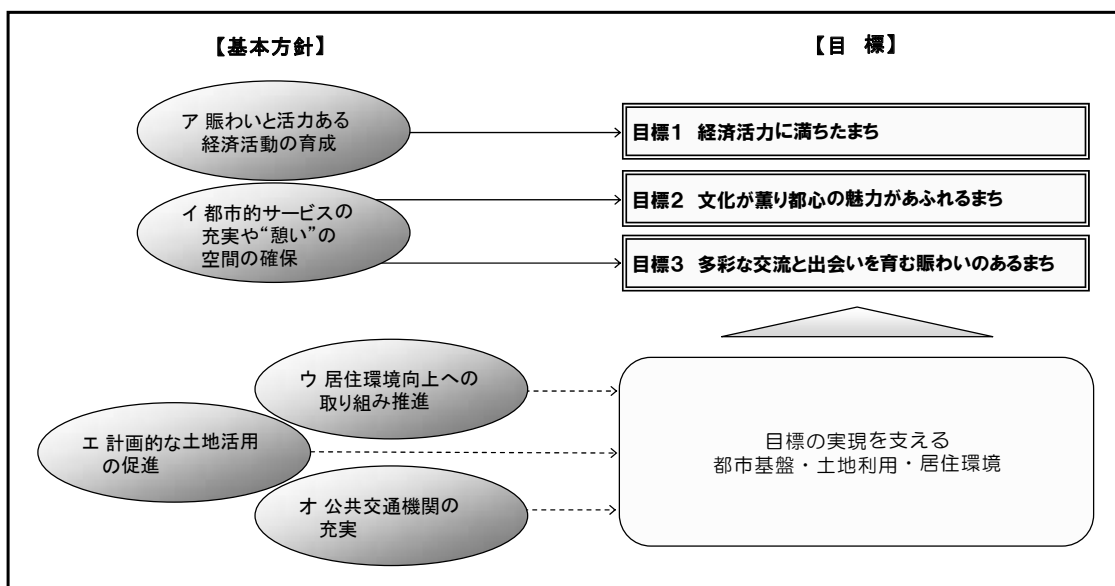 【基本方針】
【目 標】
ア 賑わいと活力ある
経済活動の育成
目標1 経済活力に満ちたまち
イ 都市的サービスの
充実や“憩い”の
空間の確保
目標2 文化が薫り都心の魅力があふれるまち
目標3 多彩な交流と出会いを育む賑わいのあるまち
ウ 居住環境向上への
取り組み推進
エ 計画的な土地活用
の促進
オ 公共交通機関の
充実
目標の実現を支える
都市基盤・土地利用・居住環境